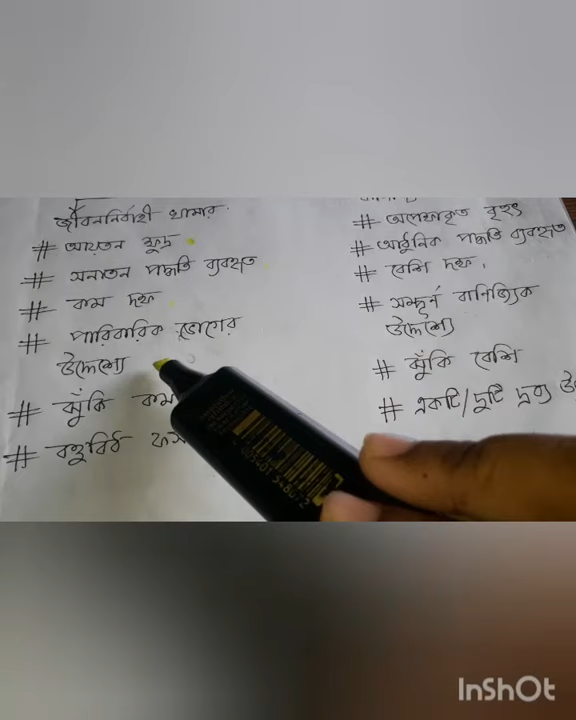 জীবননির্বাহী খামার
# আয়তন ক্ষুদ্র
# সনাতন পদ্ধতি ব্যবহৃত
# কম দক্ষ
# পারিবারিক ভোগের
উদ্দেশ্যে
# ঝুঁকি কম
# বহুবিধ
# অপেক্ষাকৃত বৃহৎ
# আধুনিক পদ্ধতি ব্যবহৃত
# বেশি দক্ষ।
# সম্পূর্ন বানিজ্যিক
উদ্দেশ্যে
# ঝুঁকি বেশি
# একটি/দুটি দ্রব্য
InShOt